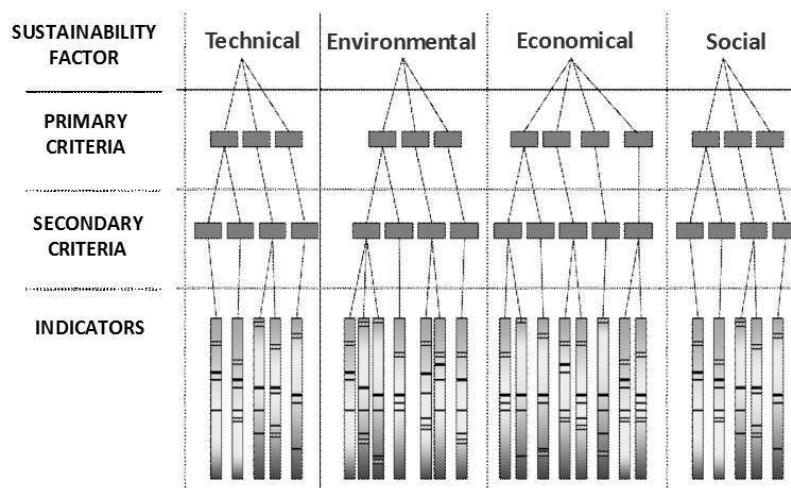 SUSTAINABILITY
FACTOR
Technical
Environmental
Economical
Social
PRIMARY
CRITERIA
SECONDARY
CRITERIA
INDICATORS